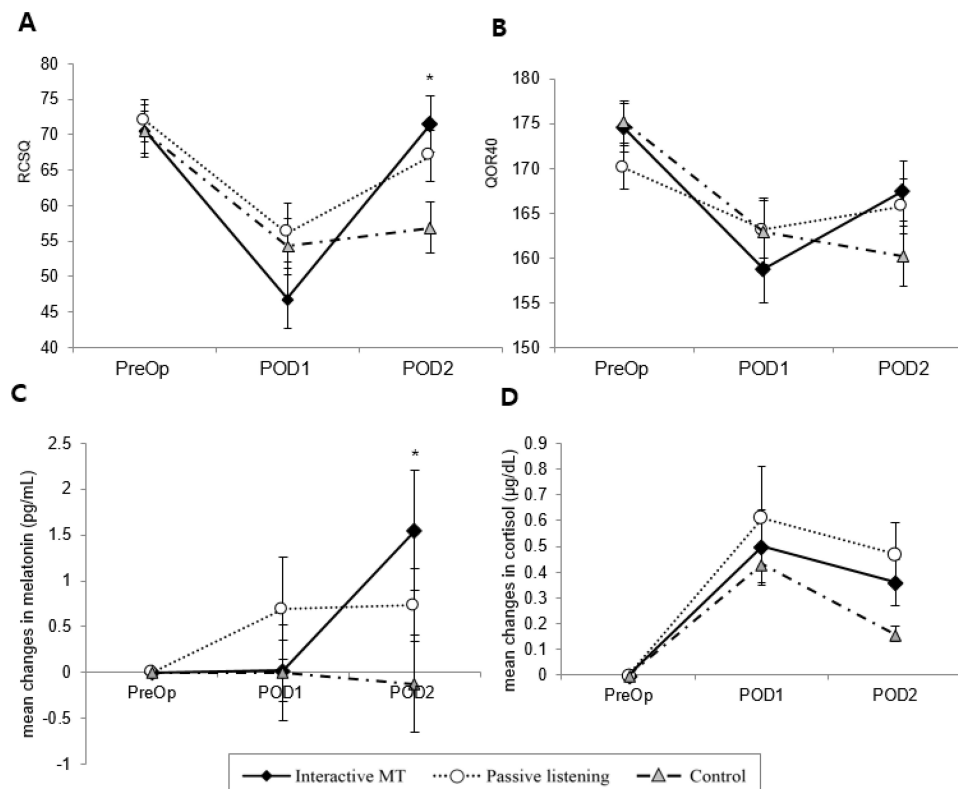 A
RCSQ
80
75
70
65
60
55
50
45
40
*
PreOp
POD1
POD2
B
QOR40
180
175
170
165
160
155
150
PreOp
POD1
POD2
C
mean changes in melatonin (pg/mL)
2.5
2
1.5
1
0.5
0
-0.5
-1
*
PreOp
POD1
POD2
D
mean changes in cortisol (µg/dL)
0.9
0.8
0.7
0.6
0.5
0.4
0.3
0.2
0.1
0
PreOp
POD1
POD2
Interactive MT
Passive listening
Control